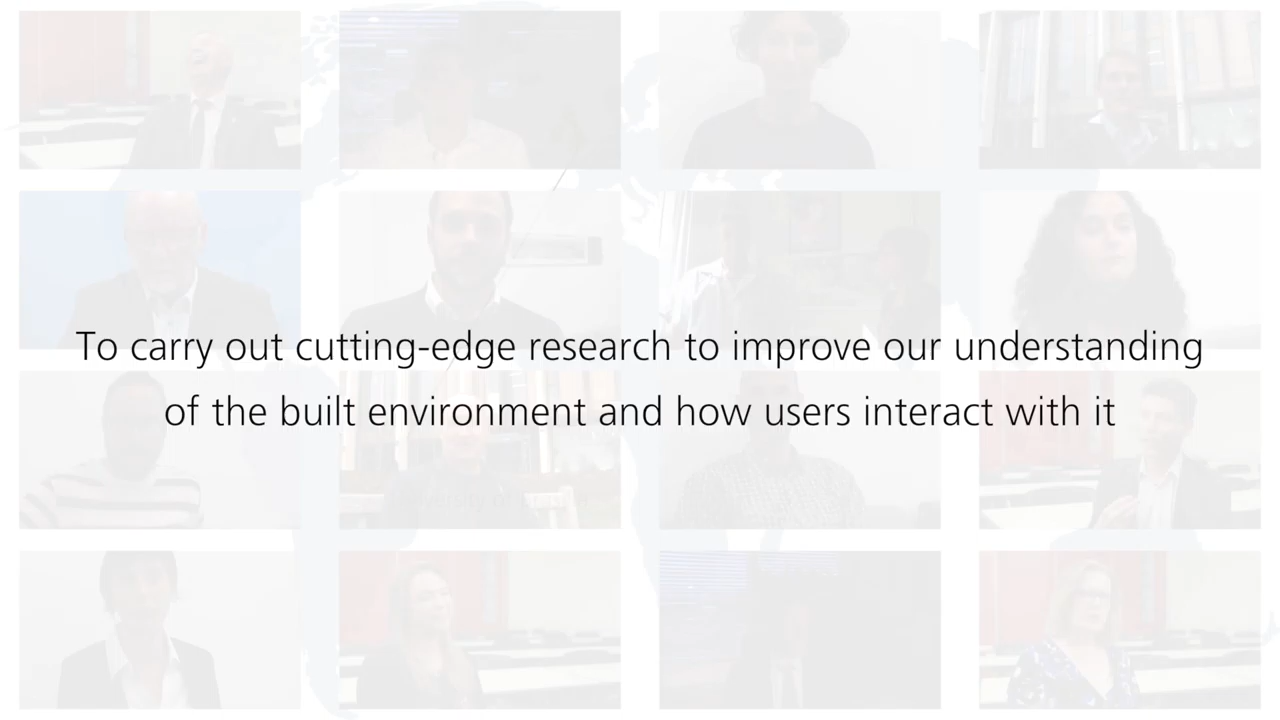 To carry out cutting-edge research to improve our understanding
of the built environment and how users interact with it